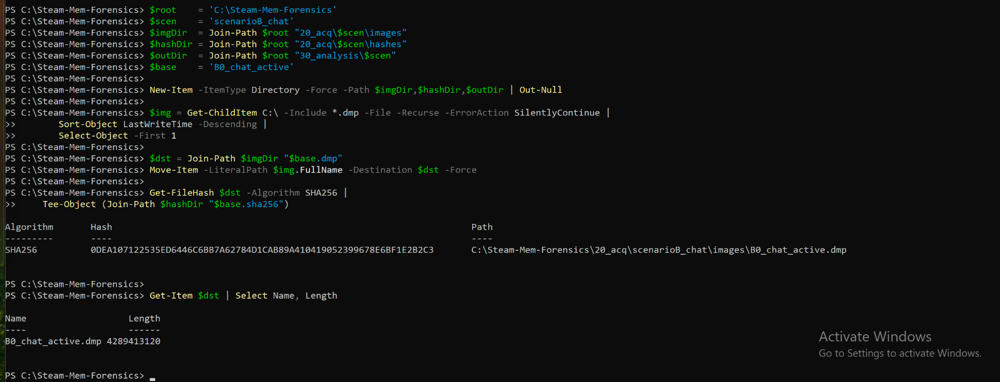 PS C:\Steam-Mem-Forensics> $root    = 'C:\Steam-Mem-Forensics'
PS C:\Steam-Mem-Forensics> $scen    = 'scenarioB_chat'
PS C:\Steam-Mem-Forensics> $imgDir  = Join-Path $root "20_acq\$scen\images"
PS C:\Steam-Mem-Forensics> $hashDir = Join-Path $root "20_acq\$scen\hashes"
PS C:\Steam-Mem-Forensics> $outDir  = Join-Path $root "30_analysis\$scen"
PS C:\Steam-Mem-Forensics> $base    = 'B0_chat_active'
PS C:\Steam-Mem-Forensics>
PS C:\Steam-Mem-Forensics> New-Item -ItemType Directory -Force -Path $imgDir,$hashDir,$outDir | Out-Null
PS C:\Steam-Mem-Forensics>
PS C:\Steam-Mem-Forensics> $img = Get-ChildItem C:\ -Include *.dmp -File -Recurse -ErrorAction SilentlyContinue |
>>        Sort-Object LastWriteTime -Descending |
>>        Select-Object -First 1
PS C:\Steam-Mem-Forensics>
PS C:\Steam-Mem-Forensics> $dst = Join-Path $imgDir "$base.dmp"
PS C:\Steam-Mem-Forensics> Move-Item -LiteralPath $img.FullName -Destination $dst -Force
PS C:\Steam-Mem-Forensics>
PS C:\Steam-Mem-Forensics> Get-FileHash $dst -Algorithm SHA256 |
>>     Tee-Object (Join-Path $hashDir "$base.sha256")
Algorithm       Hash                                                                   Path
---------       ----                                                                   ----
SHA256          0DEA107122535ED6446C6BB7A62784D1CAB89A410419052399678E6BF1E2B2C3       C:\Steam-Mem-Forensics\20_acq\scenarioB_chat\images\B0_chat_active.dmp
PS C:\Steam-Mem-Forensics>
PS C:\Steam-Mem-Forensics> Get-Item $dst | Select Name, Length
Name                   Length
----                   ------
B0_chat_active.dmp 4289413120
PS C:\Steam-Mem-Forensics>
Activate Windows
Go to Settings to activate Windows.